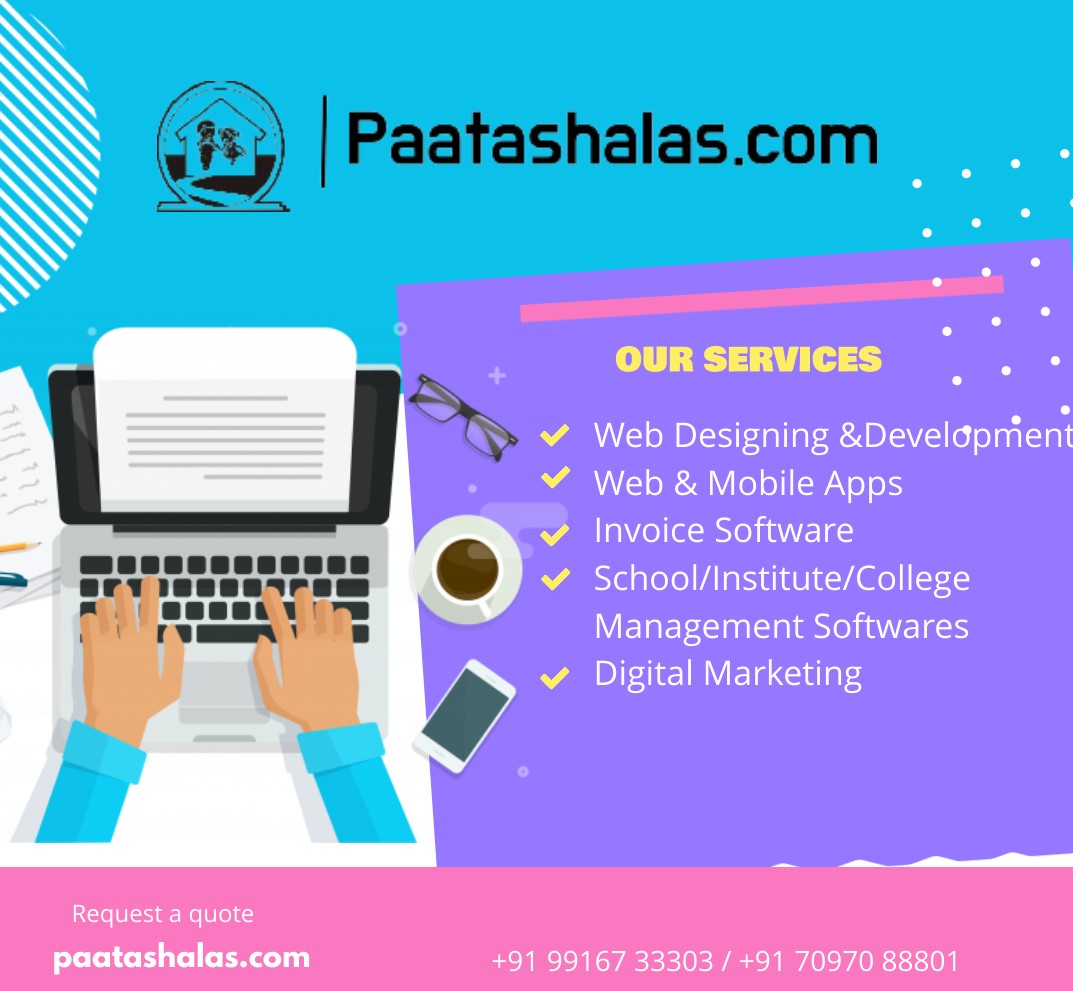 Paatashalas.com
OUR SERVICES
Web Designing &Development
Web & Mobile Apps
Invoice Software
School/Institute/College
Management Softwares
Digital Marketing
Request a quote
paatashalas.com
+91 99167 33303 / +91 70970 88801